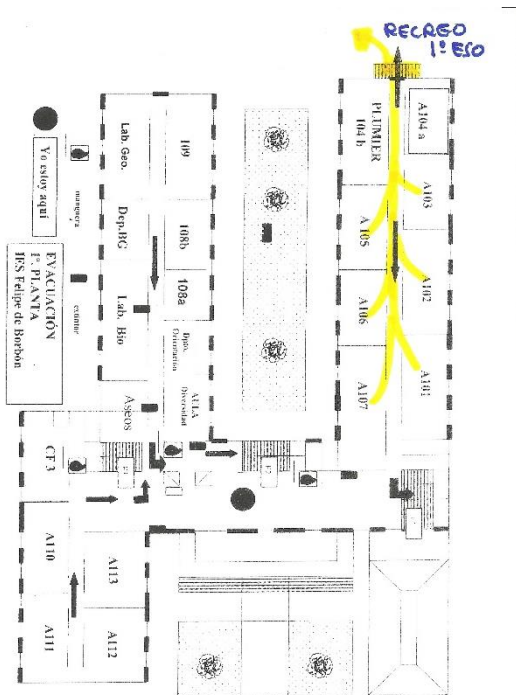 RECREO
1º ESO
A104 a
PLUMIER
104 b
A103
A105
A102
A106
A101
A107
109
108b
108a
Lab. Geo.
Dep.BG
Lab. Bio
Dpto.
Orientación
AULA
Diversidad
Aseos
CF3
A110
A111
A113
A112
Yo estoy aquí
manguera
extintor
EVACUACIÓN
1ª. PLANTA
IES Felipe de Borbón